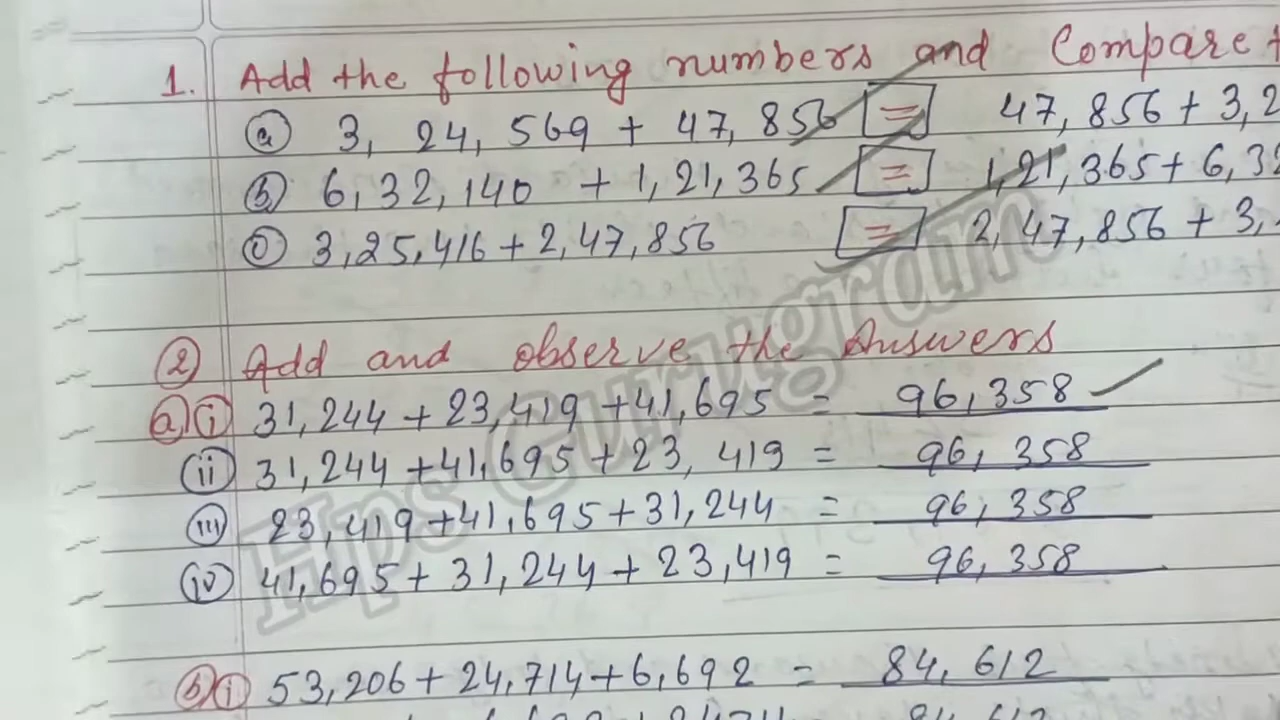 1. Add the following numbers and Compare
(a) 3, 24, 569 + 47, 856 = 47, 856 + 3, 2
(b) 6,32,140 + 1,21,365 = 1,21,365 + 6,32
(c) 3,25,416 + 2,47,856 = 2,47,856 + 3,
(2) Add and observe the Answers
(a) (i) 31,244 + 23,419 + 41,695 = 96,358
(ii) 31,244 + 41,695 + 23, 419 = 96, 358
(iii) 23,419 + 41,695 + 31,244 = 96, 358
(iv) 41,695 + 31,244 + 23,419 = 96, 358
Hps Gurugram
(b) (i) 53,206 + 24,714 + 6,692 = 84, 612